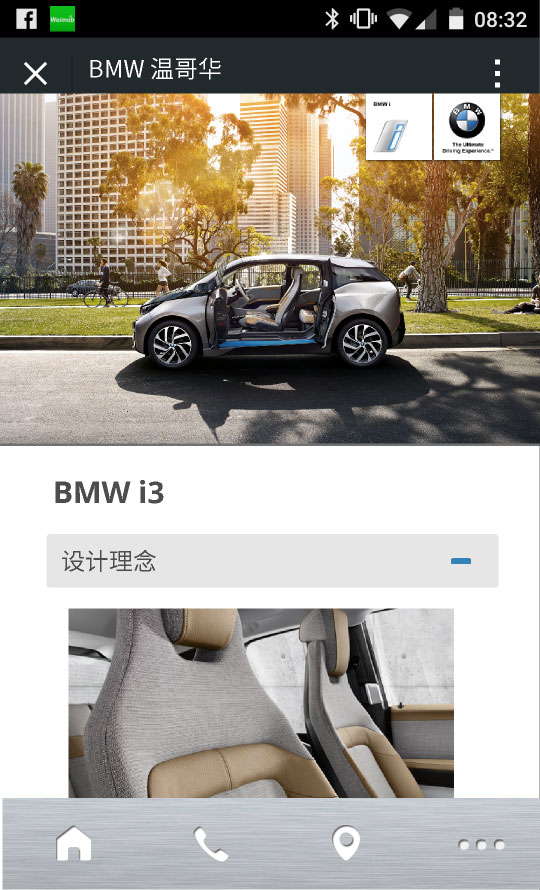 Weimob
08:32
BMW 温哥华
BMW i
BMW
The Ultimate
Driving Experience.™
BMW i3
设计理念